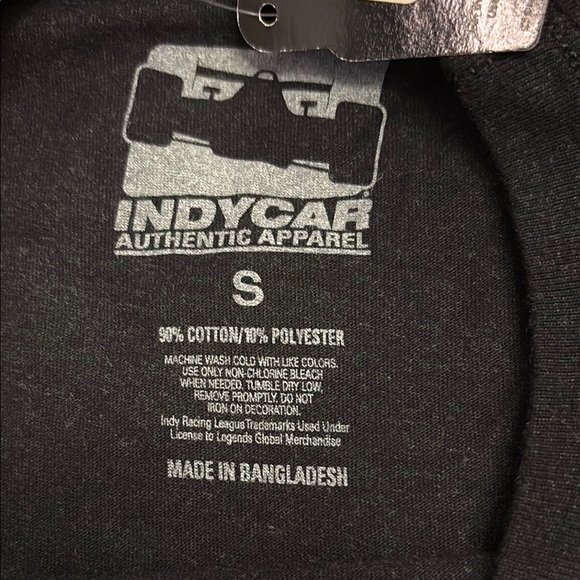 INDYCAR
AUTHENTIC APPAREL
S
90% COTTON/10% POLYESTER
MACHINE WASH COLD WITH LIKE COLORS.
USE ONLY NON-CHLORINE BLEACH
WHEN NEEDED. TUMBLE DRY LOW,
REMOVE PROMPTLY. DO NOT
IRON ON DECORATION.
Indy Racing League Trademarks Used Under
License to Legends Global Merchandise
MADE IN BANGLADESH